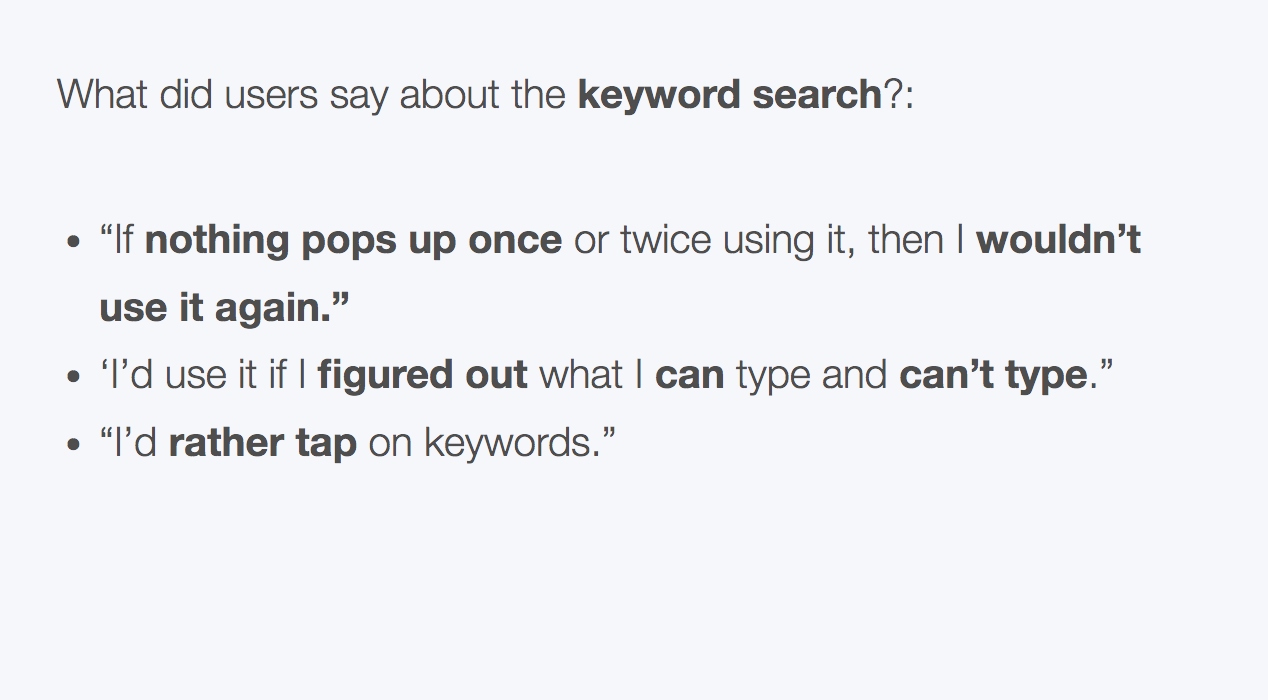 What did users say about the keyword search?:
• “If nothing pops up once or twice using it, then I wouldn’t
use it again.”
• ‘I’d use it if I figured out what I can type and can’t type.”
• “I’d rather tap on keywords.”